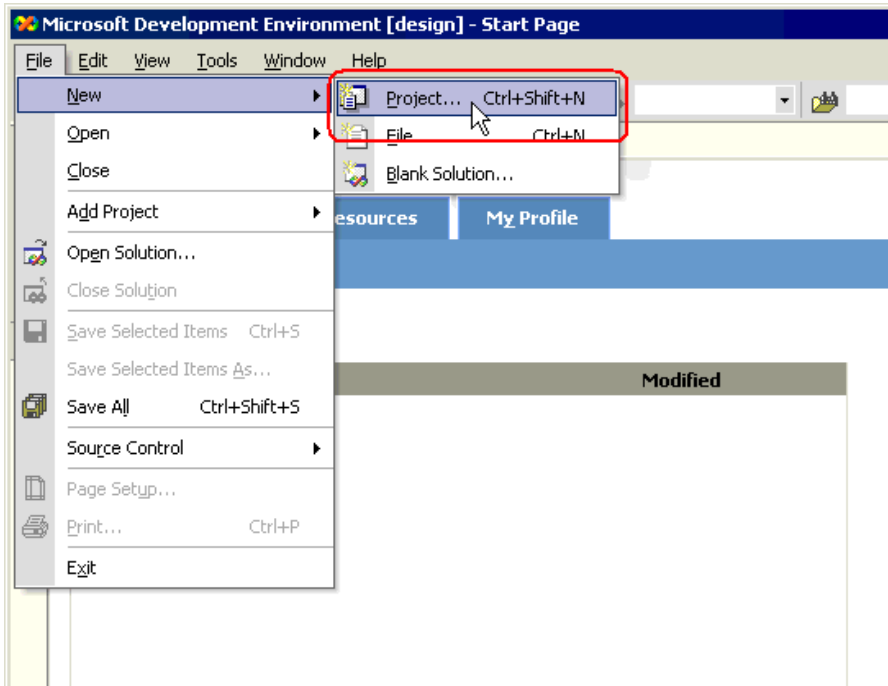 Microsoft Development Environment [design] - Start Page
File Edit View Tools Window Help
New
Project... Ctrl+Shift+N
Open
File Ctrl+N
Close
Blank Solution...
Add Project
esources My Profile
Open Solution...
Close Solution
Save Selected Items Ctrl+S
Save Selected Items As...
Modified
Save All Ctrl+Shift+S
Source Control
Page Setup...
Print... Ctrl+P
Exit